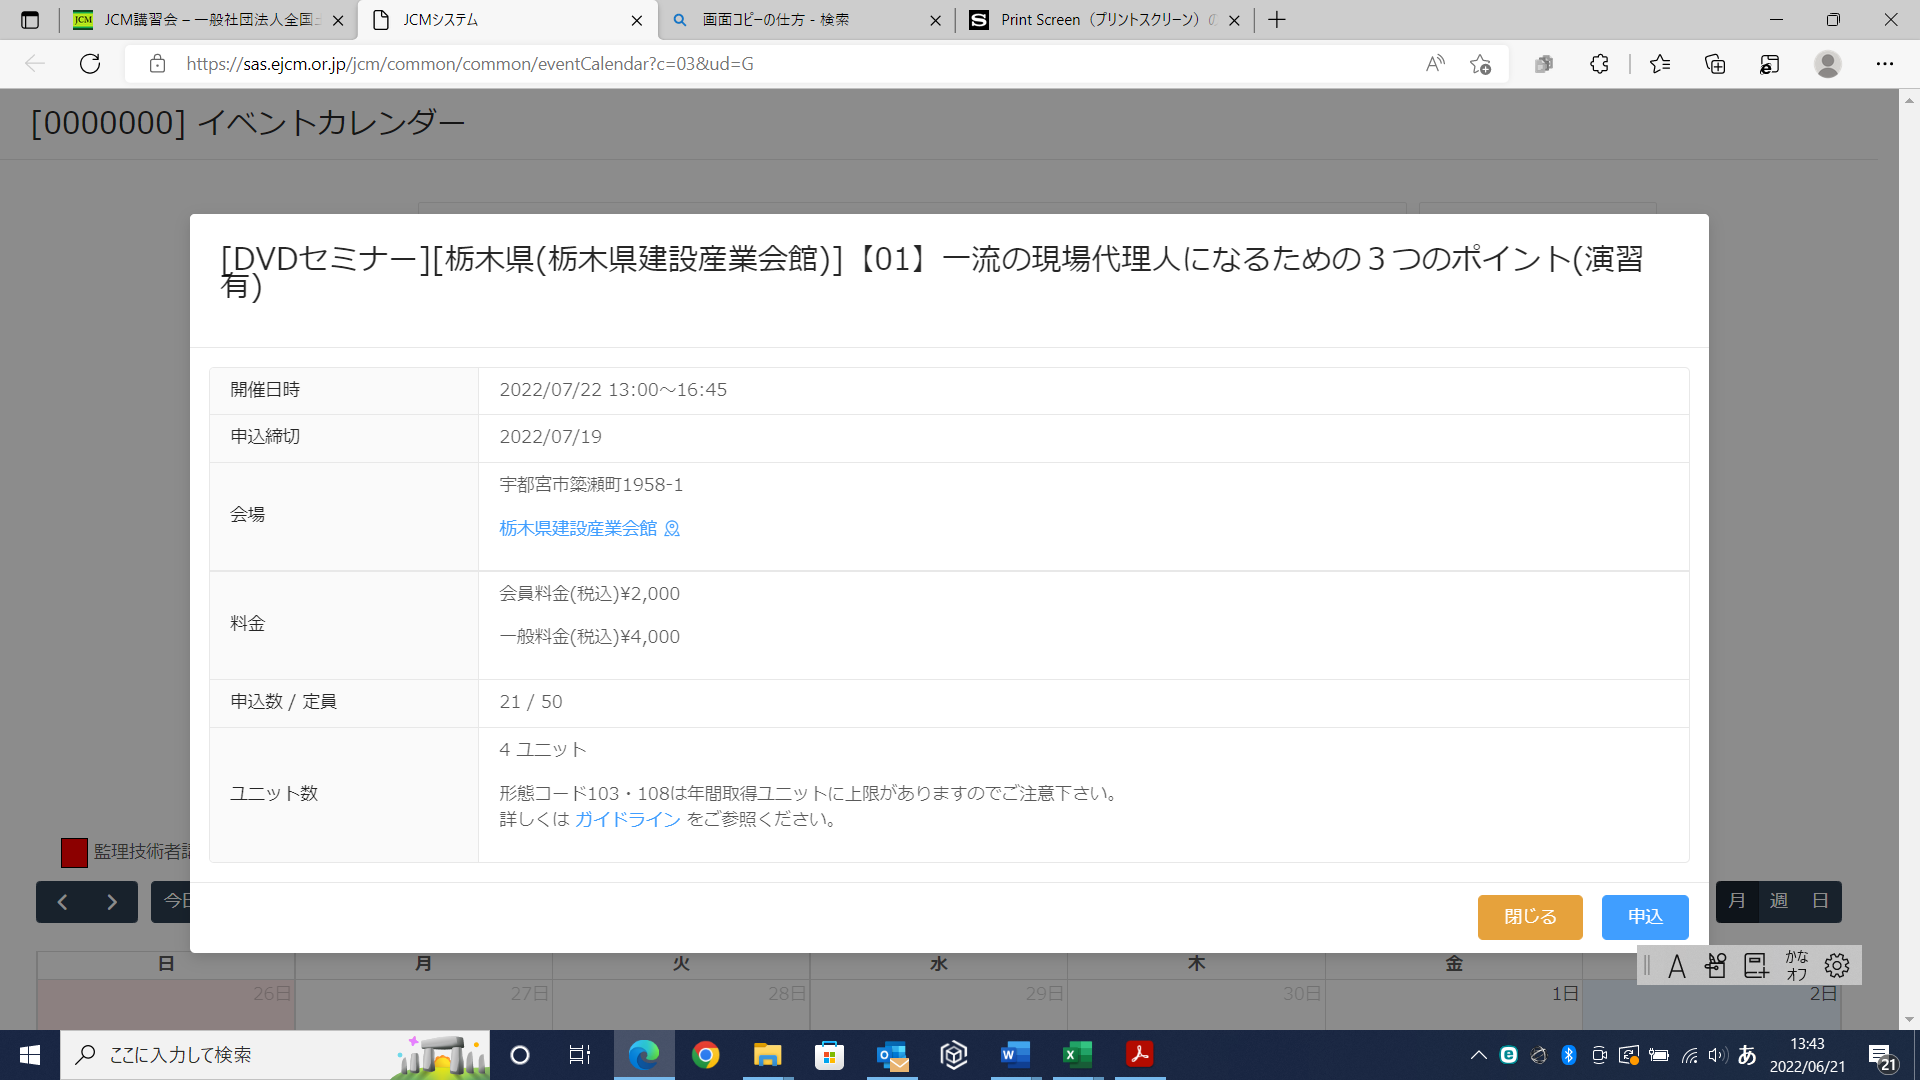 JCM講習会 – 一般社団法人全国土
JCMシステム
画面コピーの仕方 - 検索
Print Screen（プリントスクリーン）の
https://sas.ejcm.or.jp/jcm/common/common/eventCalendar?c=03&ud=G
[0000000] イベントカレンダー
[DVDセミナー][栃木県(栃木県建設産業会館)]【01】一流の現場代理人になるための３つのポイント(演習
有)
開催日時 2022/07/22 13:00～16:45
申込締切 2022/07/19
会場 宇都宮市簗瀬町1958-1
栃木県建設産業会館
料金 会員料金(税込)¥2,000
一般料金(税込)¥4,000
申込数 / 定員 21 / 50
ユニット数 4 ユニット
形態コード103・108は年間取得ユニットに上限がありますのでご注意下さい。
詳しくは ガイドライン をご参照ください。
監理技術者講
今日
閉じる 申込
月 週 日
日 月 火 水 木 金
26日 27日 28日 29日 30日 1日 2日
A かな
オフ
ここに入力して検索
あ 13:43
2022/06/21
21